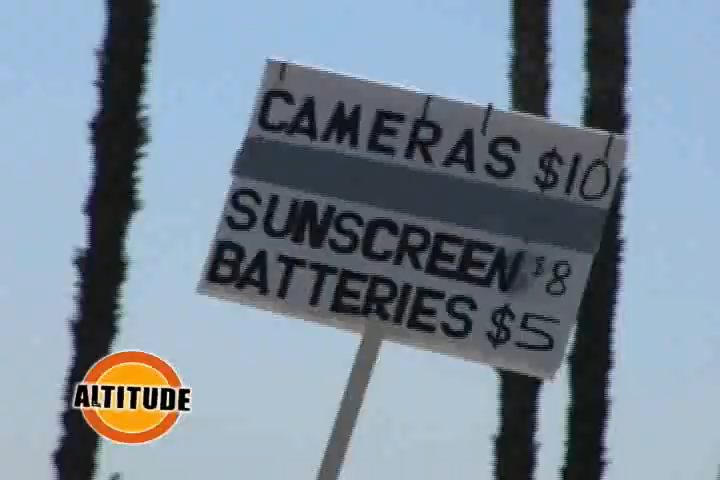 CAMERAS $10
SUNSCREEN $8
BATTERIES $5
ALTITUDE